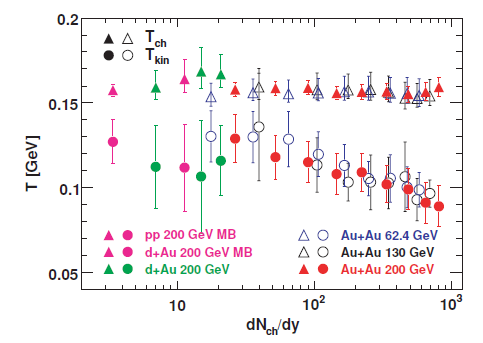 0.2
T_ch
T_kin
0.15
T [GeV]
0.1
pp 200 GeV MB
Au+Au 62.4 GeV
d+Au 200 GeV MB
Au+Au 130 GeV
d+Au 200 GeV
Au+Au 200 GeV
0.05
10
10²
10³
dN_ch/dy